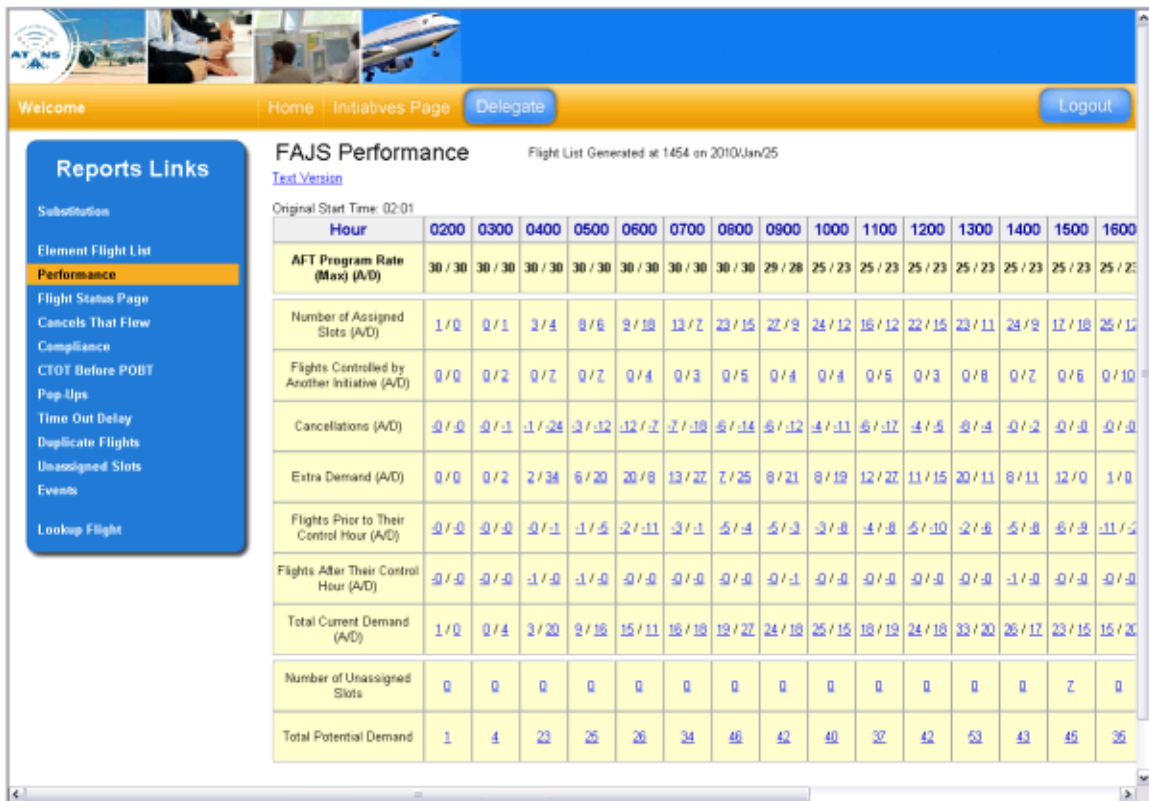 ATNS
Welcome Home Initiatives Page Delegate Logout
Reports Links
Substitution
Element Flight List
Performance
Flight Status Page
Cancels That Flew
Compliance
CTOT Before POBT
Pop-Ups
Time Out Delay
Duplicate Flights
Unassigned Slots
Events
Lookup Flight
FAJS Performance Flight List Generated at 1454 on 2010/Jan/25
Text Version
Original Start Time: 02:01
Hour 0200 0300 0400 0500 0600 0700 0800 0900 1000 1100 1200 1300 1400 1500 1600
AFT Program Rate
(Max) (A/D) 30 / 30 30 / 30 30 / 30 30 / 30 30 / 30 30 / 30 30 / 30 29 / 28 25 / 23 25 / 23 25 / 23 25 / 23 25 / 23 25 / 23 25 / 23
Number of Assigned
Slots (A/D) 1 / 0 0 / 1 3 / 4 8 / 6 9 / 18 13 / 7 23 / 15 27 / 9 24 / 12 16 / 12 22 / 15 23 / 11 24 / 9 17 / 18 25 / 12
Flights Controlled by
Another Initiative (A/D) 0 / 0 0 / 2 0 / 7 0 / 7 0 / 4 0 / 3 0 / 5 0 / 4 0 / 4 0 / 5 0 / 3 0 / 8 0 / 7 0 / 6 0 / 10
Cancellations (A/D) -0 / -0 -0 / -1 -1 / -24 -3 / -12 -12 / -7 -7 / -18 -6 / -14 -6 / -12 -4 / -11 -6 / -17 -4 / -5 -8 / -4 -0 / -2 -0 / -0 -0 / -0
Extra Demand (A/D) 0 / 0 0 / 2 2 / 34 6 / 20 20 / 8 13 / 27 7 / 25 8 / 21 8 / 19 12 / 27 11 / 15 20 / 11 8 / 11 12 / 0 1 / 0
Flights Prior to Their
Control Hour (A/D) -0 / -0 -0 / -0 -0 / -1 -1 / -5 -2 / -11 -3 / -1 -5 / -4 -5 / -3 -3 / -8 -4 / -8 -5 / -10 -2 / -6 -5 / -8 -6 / -9 -11 / -2
Flights After Their Control
Hour (A/D) -0 / -0 -0 / -0 -1 / -0 -1 / -0 -0 / -0 -0 / -0 -0 / -0 -0 / -1 -0 / -0 -0 / -0 -0 / -0 -0 / -0 -1 / -0 -0 / -0 -0 / -0
Total Current Demand
(A/D) 1 / 0 0 / 4 3 / 20 9 / 16 15 / 11 16 / 18 19 / 27 24 / 18 25 / 15 18 / 19 24 / 18 33 / 20 26 / 17 23 / 15 15 / 20
Number of Unassigned
Slots 0 0 0 0 0 0 0 0 0 0 0 0 0 7 0
Total Potential Demand 1 4 23 25 26 34 46 42 40 37 42 53 43 45 35